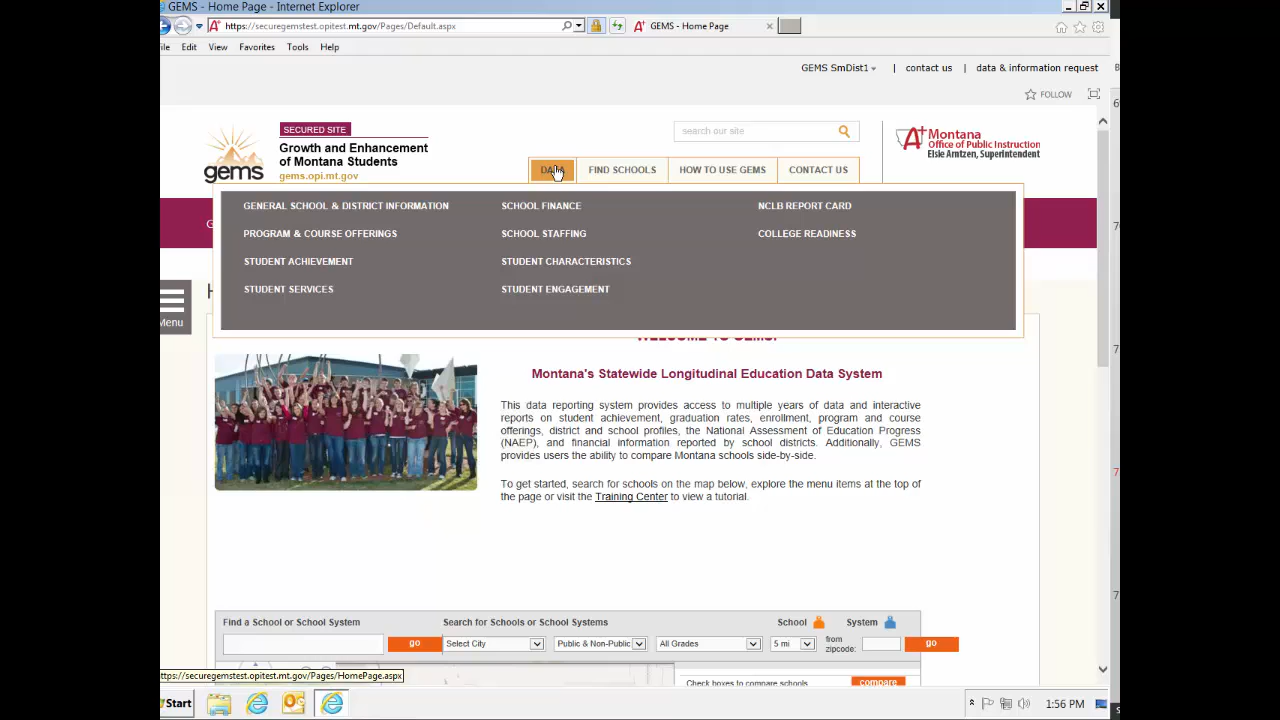 GEMS - Home Page - Internet Explorer
https://securegemstest.opitest.mt.gov/Pages/Default.aspx
GEMS - Home Page
ile Edit View Favorites Tools Help
GEMS SmDist1 | contact us | data & information request
FOLLOW
SECURED SITE
Growth and Enhancement
of Montana Students
gems
gems.opi.mt.gov
search our site
A+ Montana
Office of Public Instruction
Elsie Arntzen, Superintendent
DATA FIND SCHOOLS HOW TO USE GEMS CONTACT US
GENERAL SCHOOL & DISTRICT INFORMATION SCHOOL FINANCE NCLB REPORT CARD
PROGRAM & COURSE OFFERINGS SCHOOL STAFFING COLLEGE READINESS
STUDENT ACHIEVEMENT STUDENT CHARACTERISTICS
STUDENT SERVICES STUDENT ENGAGEMENT
Menu
WELCOME TO GEMS!
Montana's Statewide Longitudinal Education Data System
This data reporting system provides access to multiple years of data and interactive
reports on student achievement, graduation rates, enrollment, program and course
offerings, district and school profiles, the National Assessment of Education Progress
(NAEP), and financial information reported by school districts. Additionally, GEMS
provides users the ability to compare Montana schools side-by-side.
To get started, search for schools on the map below, explore the menu items at the top of
the page or visit the Training Center to view a tutorial.
Find a School or School System Search for Schools or School Systems School System
go Select City Public & Non-Public All Grades 5 mi from zipcode: go
Check boxes to compare schools compare
ttps://securegemstest.opitest.mt.gov/Pages/HomePage.aspx
Start 1:56 PM